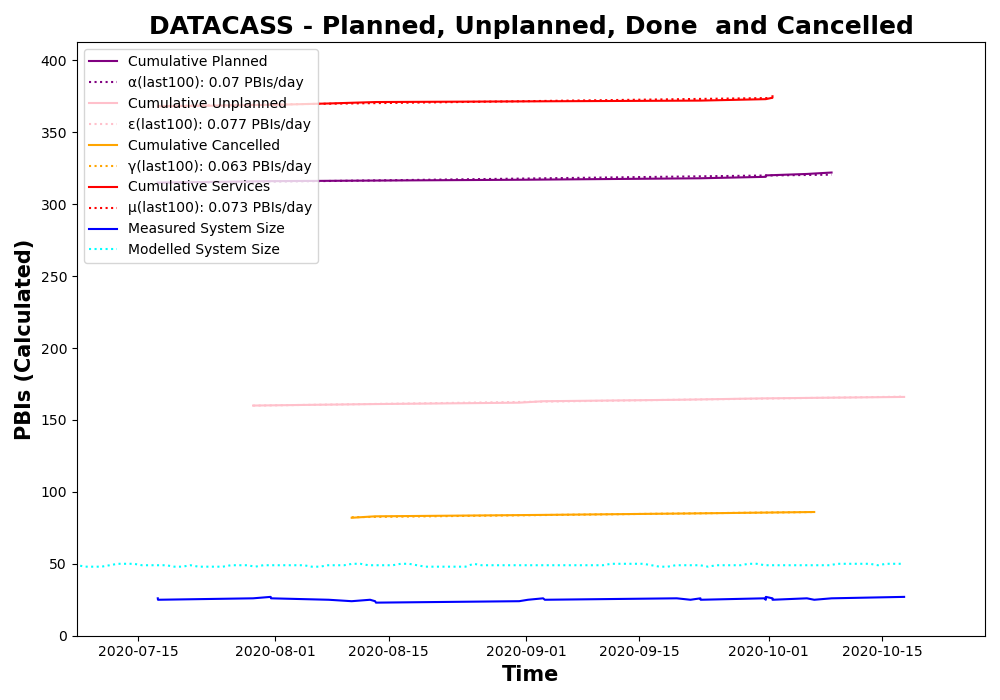 DATACASS - Planned, Unplanned, Done  and Cancelled
PBIs (Calculated)
400
350
300
250
200
150
100
50
0
Cumulative Planned
α(last100): 0.07 PBIs/day
Cumulative Unplanned
ε(last100): 0.077 PBIs/day
Cumulative Cancelled
γ(last100): 0.063 PBIs/day
Cumulative Services
μ(last100): 0.073 PBIs/day
Measured System Size
Modelled System Size
2020-07-15 2020-08-01 2020-08-15 2020-09-01 2020-09-15 2020-10-01 2020-10-15
Time